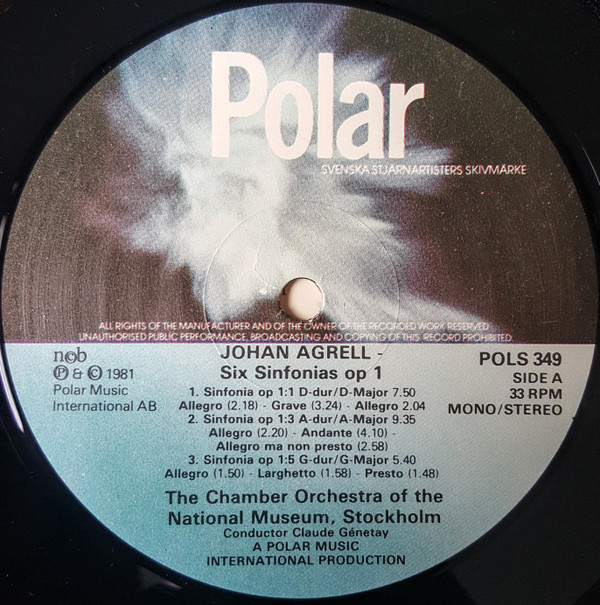 Polar
SVENSKA STJÄRNARTISTERS SKIVMÄRKE
ALL RIGHTS OF THE MANUFACTURER AND OF THE OWNER OF THE RECORDED WORK RESERVED
UNAUTHORISED PUBLIC PERFORMANCE, BROADCASTING AND COPYING OF THIS RECORD PROHIBITED
ncb
℗ & © 1981
Polar Music
International AB
JOHAN AGRELL -
Six Sinfonias op 1
POLS 349
SIDE A
33 RPM
MONO/STEREO
1. Sinfonia op 1:1 D-dur/D-Major 7.50
Allegro (2.18) - Grave (3.24) - Allegro 2.04
2. Sinfonia op 1:3 A-dur/A-Major 9.35
Allegro (2.20) - Andante (4.10) -
Allegro ma non presto (2.58)
3. Sinfonia op 1:5 G-dur/G-Major 5.40
Allegro (1.50) - Larghetto (1.58) - Presto (1.48)
The Chamber Orchestra of the
National Museum, Stockholm
Conductor Claude Génetay
A POLAR MUSIC
INTERNATIONAL PRODUCTION